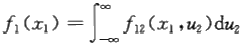 f₁(x₁) = ∫_{-∞}^{∞} f₁₂(x₁, u₂)du₂